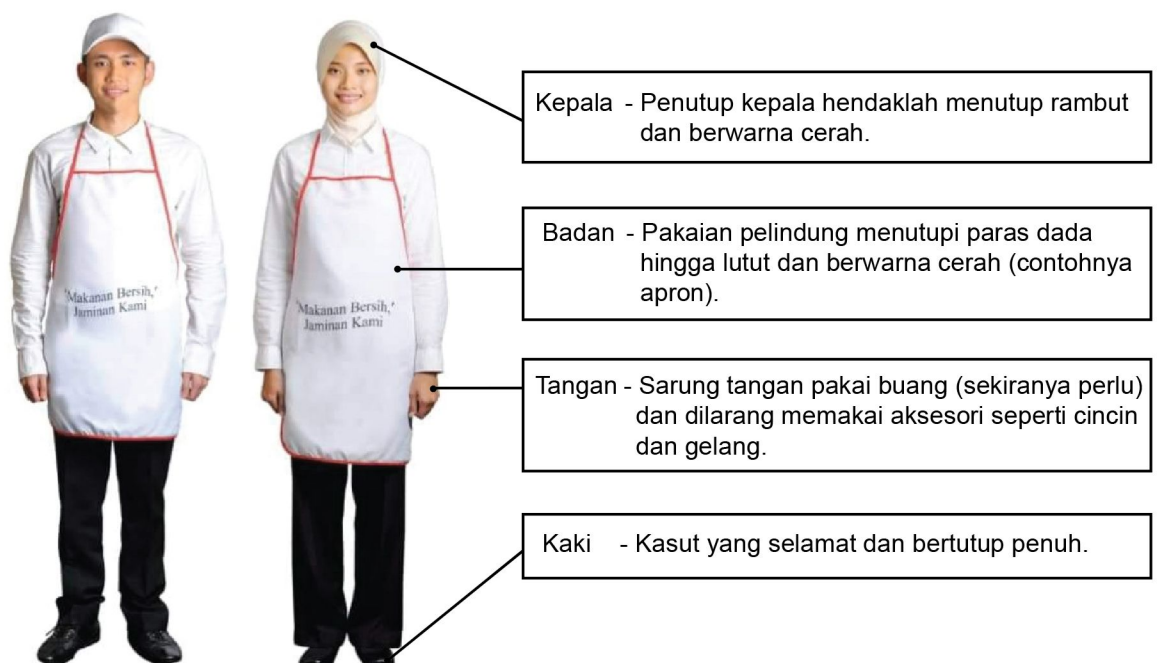 Kepala - Penutup kepala hendaklah menutup rambut
dan berwarna cerah.
Badan - Pakaian pelindung menutupi paras dada
hingga lutut dan berwarna cerah (contohnya
apron).
Tangan - Sarung tangan pakai buang (sekiranya perlu)
dan dilarang memakai aksesori seperti cincin
dan gelang.
Kaki - Kasut yang selamat dan bertutup penuh.
'Makanan Bersih,'
Jaminan Kami
'Makanan Bersih,'
Jaminan Kami